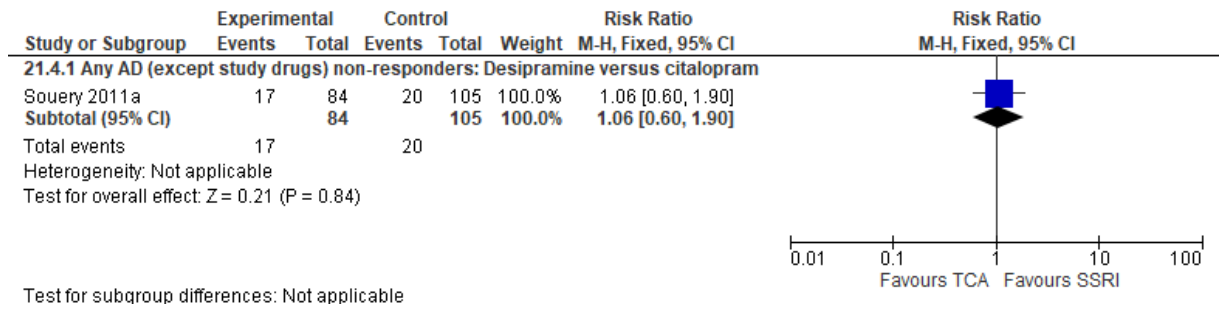 Experimental Control Risk Ratio Risk Ratio
Study or Subgroup Events Total Events Total Weight M-H, Fixed, 95% CI M-H, Fixed, 95% CI
21.4.1 Any AD (except study drugs) non-responders: Desipramine versus citalopram
Souery 2011a 17 84 20 105 100.0% 1.06 [0.60, 1.90]
Subtotal (95% CI) 84 105 100.0% 1.06 [0.60, 1.90]
Total events 17 20
Heterogeneity: Not applicable
Test for overall effect: Z = 0.21 (P = 0.84)
0.01 0.1 1 10 100
Favours TCA Favours SSRI
Test for subgroup differences: Not applicable